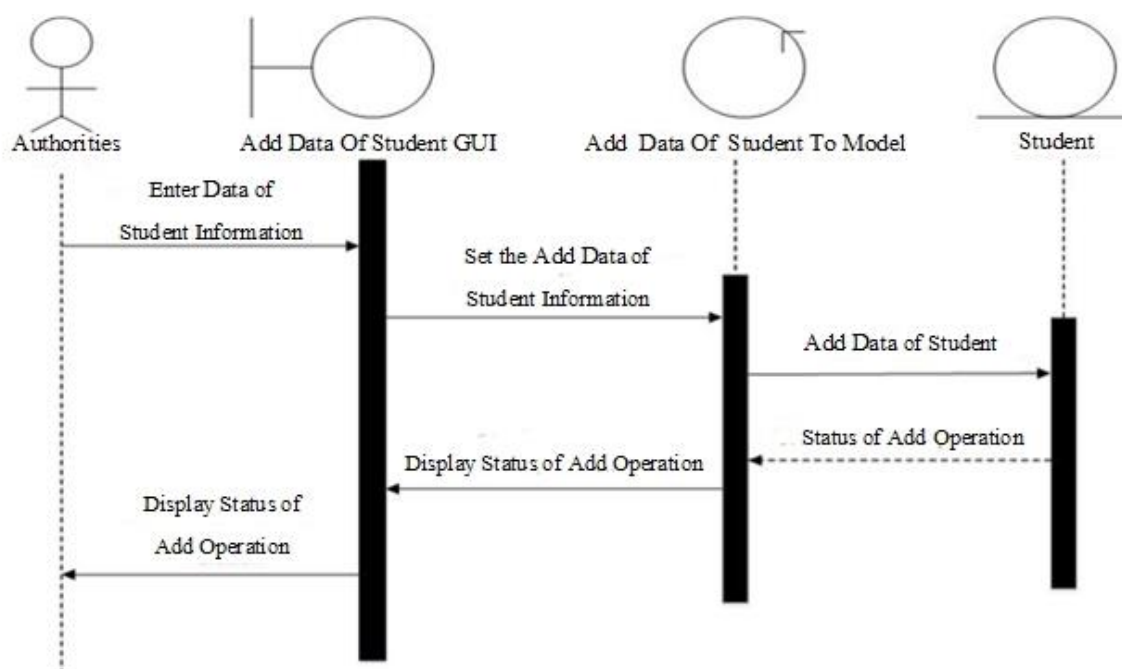 Authorities
Add Data Of Student GUI
Add Data Of Student To Model
Student
Enter Data of
Student Information
Set the Add Data of
Student Information
Add Data of Student
Status of Add Operation
Display Status of Add Operation
Display Status of
Add Operation